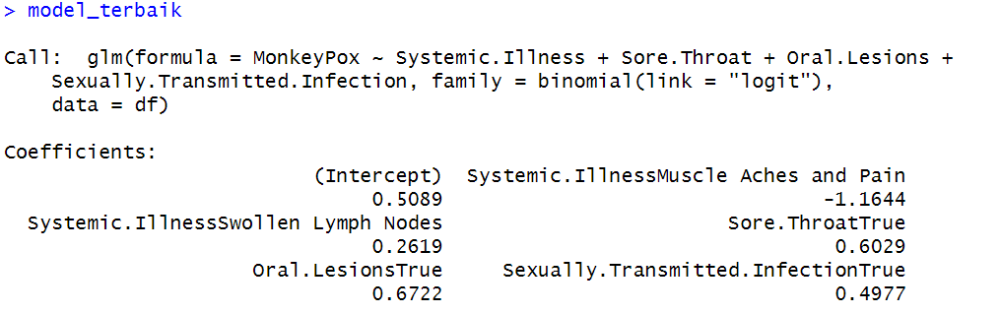 > model_terbaik
Call:  glm(formula = MonkeyPox ~ Systemic.Illness + Sore.Throat + Oral.Lesions +
    Sexually.Transmitted.Infection, family = binomial(link = "logit"),
    data = df)
Coefficients:
                        (Intercept)  Systemic.IllnessMuscle Aches and Pain
                             0.5089                                -1.1644
  Systemic.IllnessSwollen Lymph Nodes                        Sore.ThroatTrue
                             0.2619                                 0.6029
                   Oral.LesionsTrue     Sexually.Transmitted.InfectionTrue
                             0.6722                                 0.4977